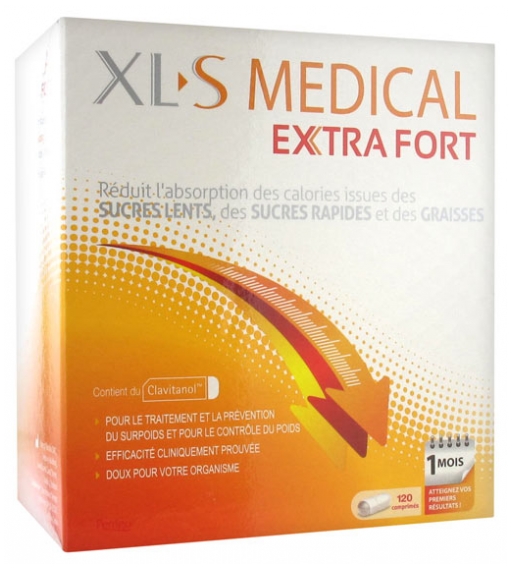 XL-S MEDICAL
EXTRA FORT
Réduit l'absorption des calories issues des
SUCRES LENTS, des SUCRES RAPIDES et des GRAISSES
Contient du Clavitanol™
POUR LE TRAITEMENT ET LA PRÉVENTION
DU SURPOIDS ET POUR LE CONTRÔLE DU POIDS
EFFICACITÉ CLINIQUEMENT PROUVÉE
DOUX POUR VOTRE ORGANISME
1 MOIS
ATTEIGNEZ VOS
PREMIERS
RÉSULTATS !
120
comprimés